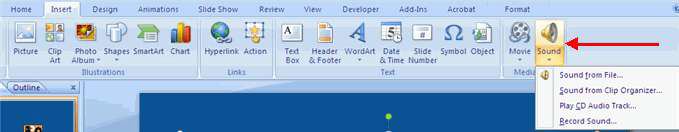 Home Insert Design Animations Slide Show Review View Developer Add-Ins Acrobat Format
Picture Clip Art Photo Album Shapes SmartArt Chart
Illustrations
Hyperlink Action
Links
Text Box Header & Footer WordArt Date & Time Slide Number Symbol Object
Text
Movie Sound
Media
Sound from File...
Sound from Clip Organizer...
Play CD Audio Track...
Record Sound...
Outline